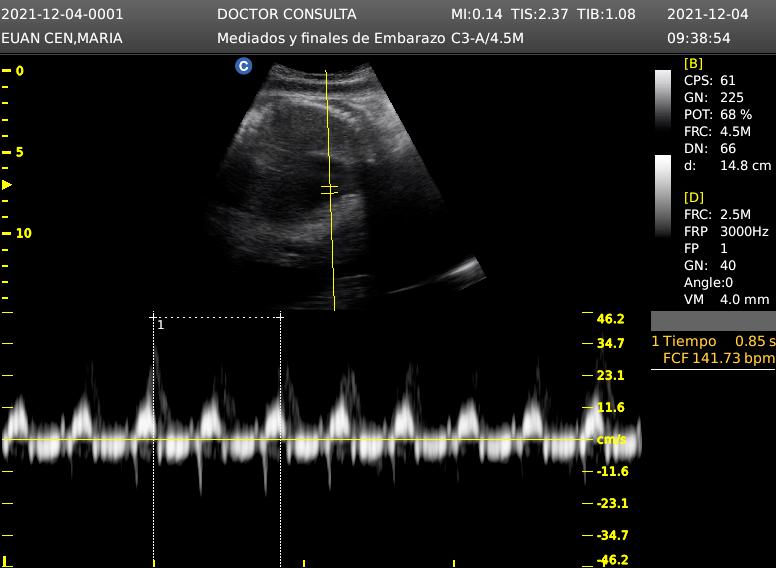 2021-12-04-0001 DOCTOR CONSULTA MI:0.14 TIS:2.37 TIB:1.08 2021-12-04
EUAN CEN,MARIA Mediados y finales de Embarazo C3-A/4.5M 09:38:54
C
0
5
10
[B]
CPS: 61
GN: 225
POT: 68 %
FRC: 4.5M
DN: 66
d: 14.8 cm
[D]
FRC: 2.5M
FRP 3000Hz
FP 1
GN: 40
Angle:0
VM 4.0 mm
1 Tiempo 0.85 s
FCF 141.73 bpm
1
46.2
34.7
23.1
11.6
cm/s
-11.6
-23.1
-34.7
-46.2